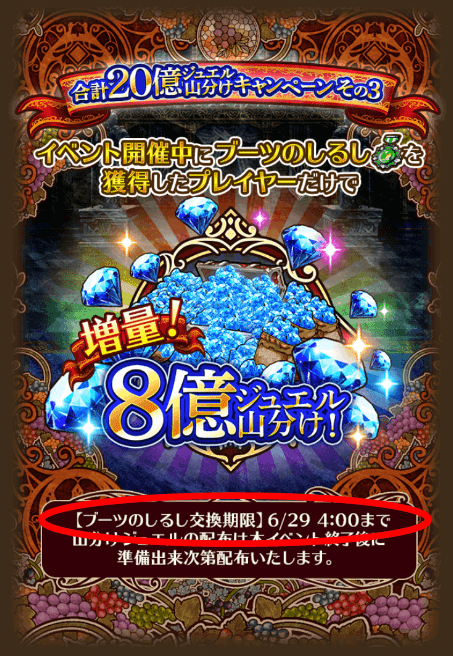 合計20億ジュエル山分けキャンペーンその3
イベント開催中にブーツのしるしを
獲得したプレイヤーだけで
増量!
8億ジュエル山分け!
【ブーツのしるし交換期限】6/29 4:00まで
山分けジュエルの配布は本イベント終了後に
準備出来次第配布いたします。